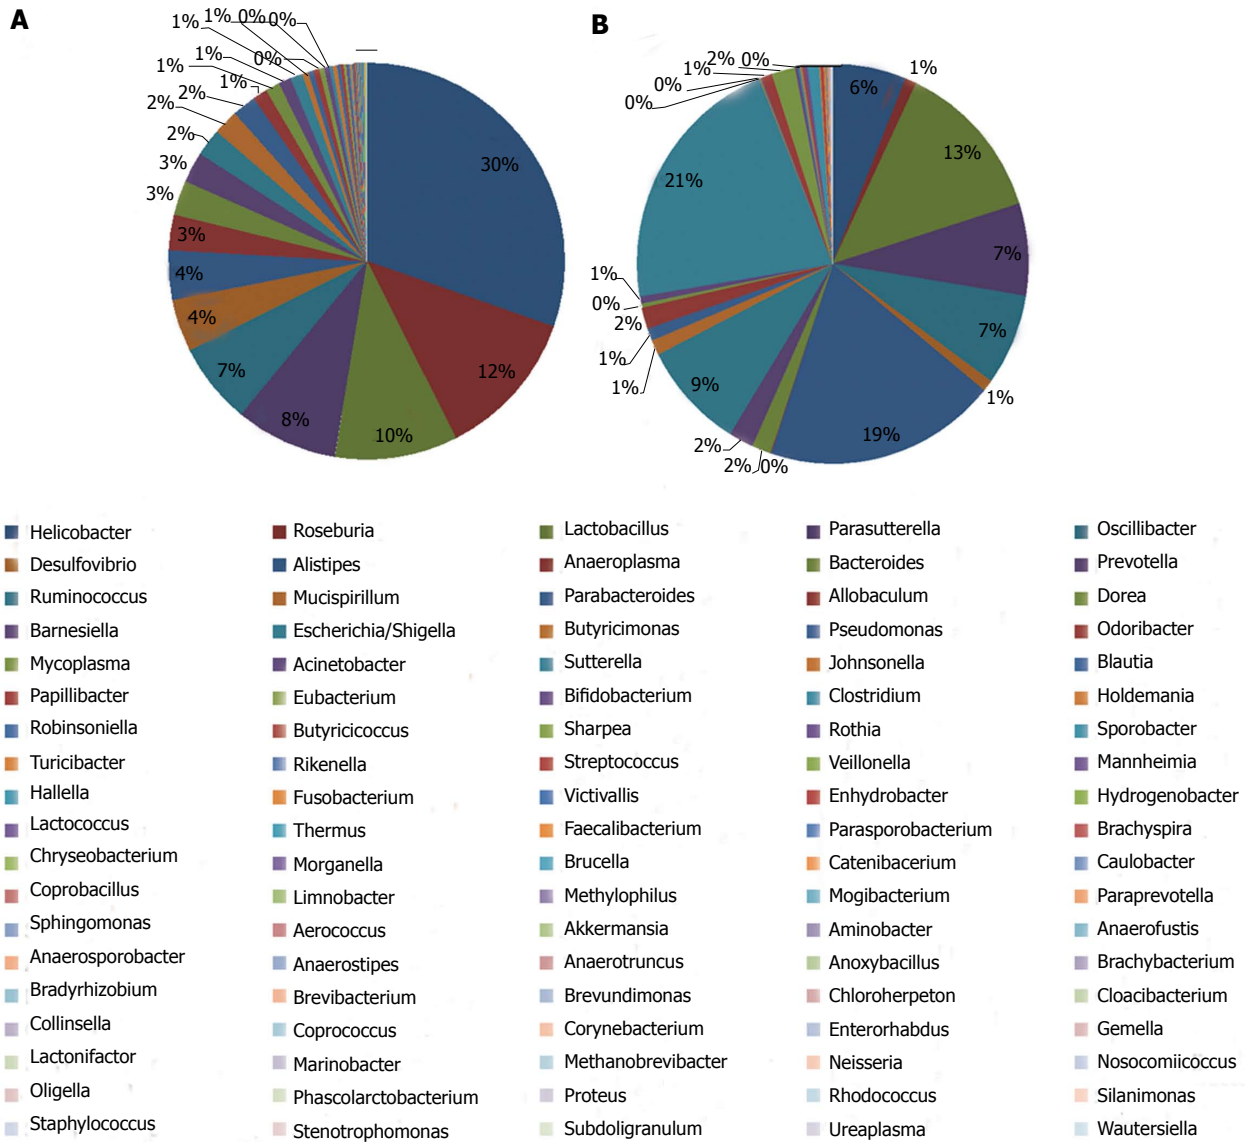 A
B
1% 1% 0% 0%
1% 0%
1%
1%
2%
2%
2%
3%
3%
3%
4%
4%
7%
8%
10%
12%
30%
2% 0%
1%
0%
0%
6%
1%
13%
7%
7%
1%
19%
2% 0%
2%
9%
1%
1%
2%
0%
1%
21%
Helicobacter Roseburia Lactobacillus Parasutterella Oscillibacter
Desulfovibrio Alistipes Anaeroplasma Bacteroides Prevotella
Ruminococcus Mucispirillum Parabacteroides Allobaculum Dorea
Barnesiella Escherichia/Shigella Butyricimonas Pseudomonas Odoribacter
Mycoplasma Acinetobacter Sutterella Johnsonella Blautia
Papillibacter Eubacterium Bifidobacterium Clostridium Holdemania
Robinsoniella Butyricicoccus Sharpea Rothia Sporobacter
Turicibacter Rikenella Streptococcus Veillonella Mannheimia
Hallella Fusobacterium Victivallis Enhydrobacter Hydrogenobacter
Lactococcus Thermus Faecalibacterium Parasporobacterium Brachyspira
Chryseobacterium Morganella Brucella Catenibacerium Caulobacter
Coprobacillus Limnobacter Methylophilus Mogibacterium Paraprevotella
Sphingomonas Aerococcus Akkermansia Aminobacter Anaerofustis
Anaerosporobacter Anaerostipes Anaerotruncus Anoxybacillus Brachybacterium
Bradyrhizobium Brevibacterium Brevundimonas Chloroherpeton Cloacibacterium
Collinsella Coprococcus Corynebacterium Enterorhabdus Gemella
Lactonifactor Marinobacter Methanobrevibacter Neisseria Nosocomiicoccus
Oligella Phascolarctobacterium Proteus Rhodococcus Silanimonas
Staphylococcus Stenotrophomonas Subdoligranulum Ureaplasma Wautersiella